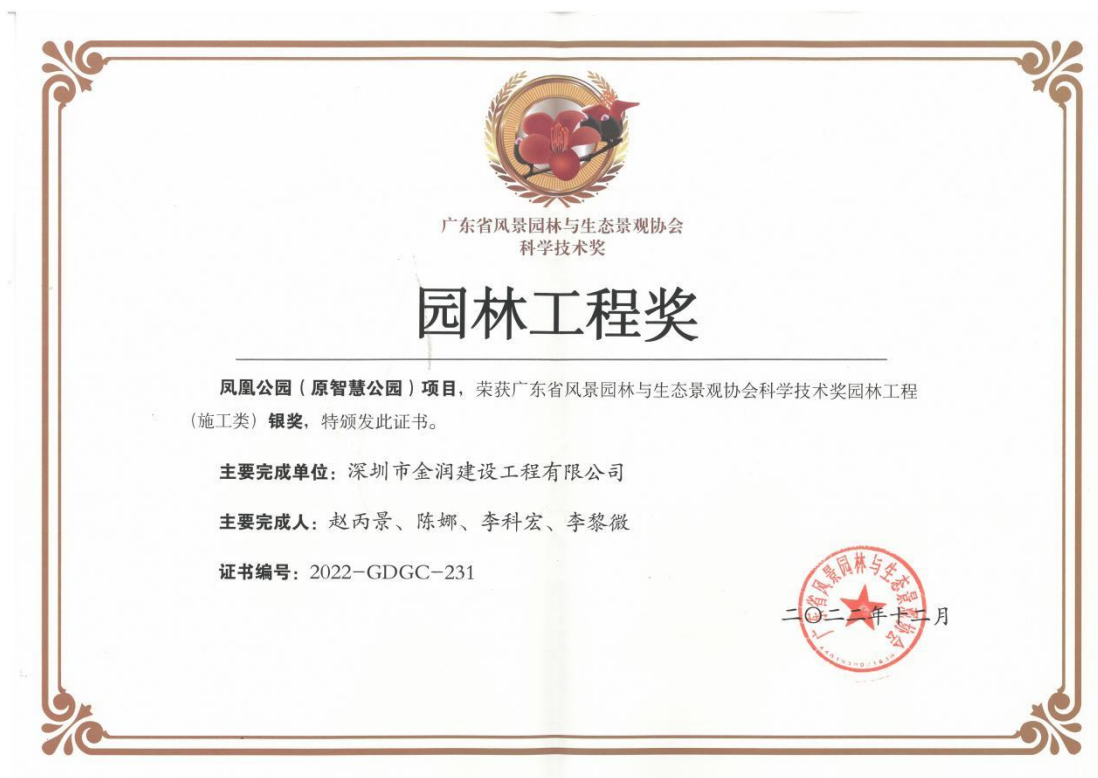 广东省风景园林与生态景观协会
科学技术奖
园林工程奖
凤凰公园（原智慧公园）项目，荣获广东省风景园林与生态景观协会科学技术奖园林工程
（施工类）银奖，特颁发此证书。
主要完成单位：深圳市金润建设工程有限公司
主要完成人：赵丙景、陈娜、李科宏、李黎微
证书编号：2022-GDGC-231
广东省风景园林与生态景观协会
二〇二二年十二月